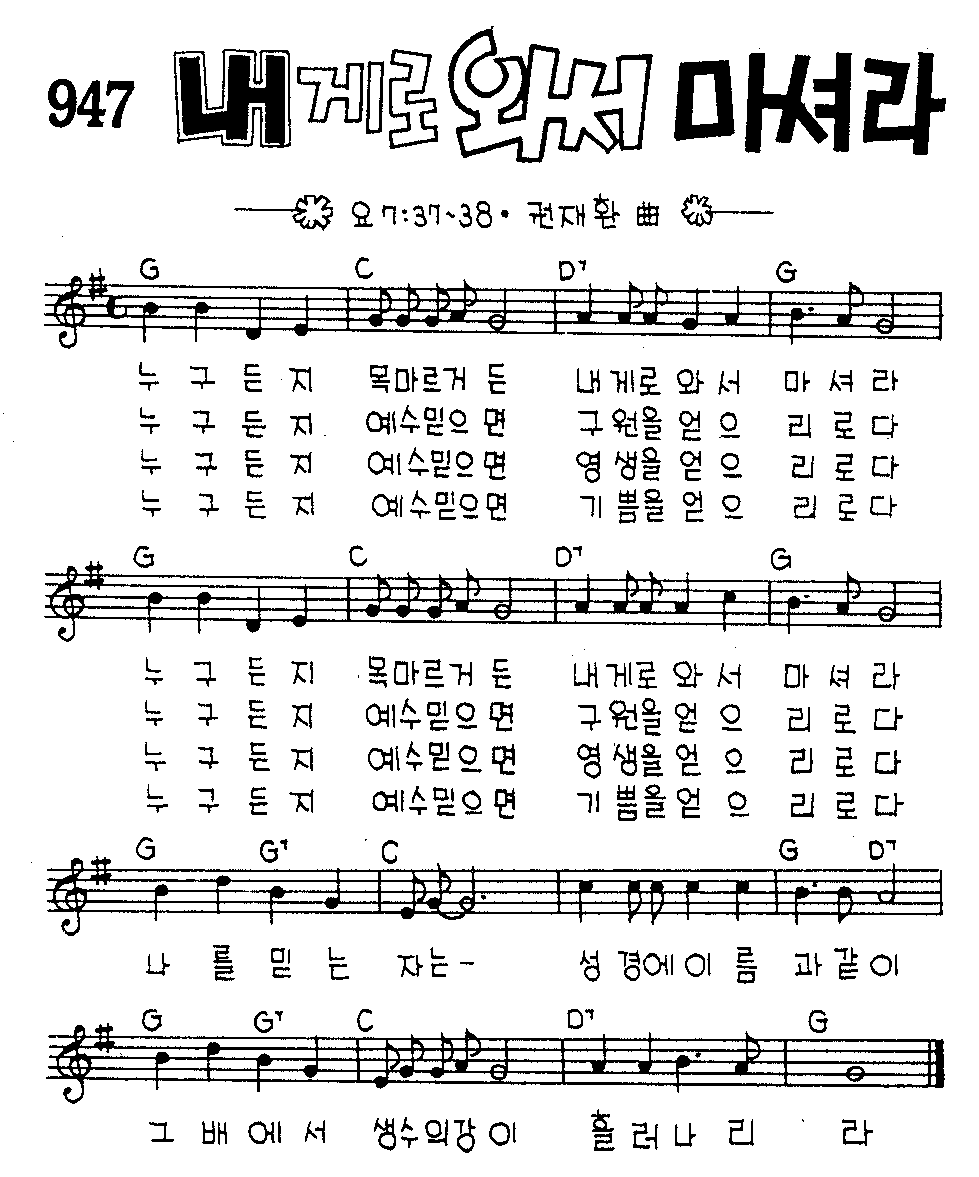 947 내게로 와써 마셔라
요 7:37~38 · 권재환 曲
G C D7 G
누구든지 목마르거든 내게로 와서 마셔라
누구든지 예수믿으면 구원을 얻으리로다
누구든지 예수믿으면 영생을 얻으리로다
누구든지 예수믿으면 기쁨을 얻으리로다
G C D7 G
누구든지 목마르거든 내게로 와서 마셔라
누구든지 예수믿으면 구원을 얻으리로다
누구든지 예수믿으면 영생을 얻으리로다
누구든지 예수믿으면 기쁨을 얻으리로다
G G7 C G D7
나를 믿는 자는- 성경에이름과같이
G G7 C D7 G
그 배에서 생수의강이 흘러나리라